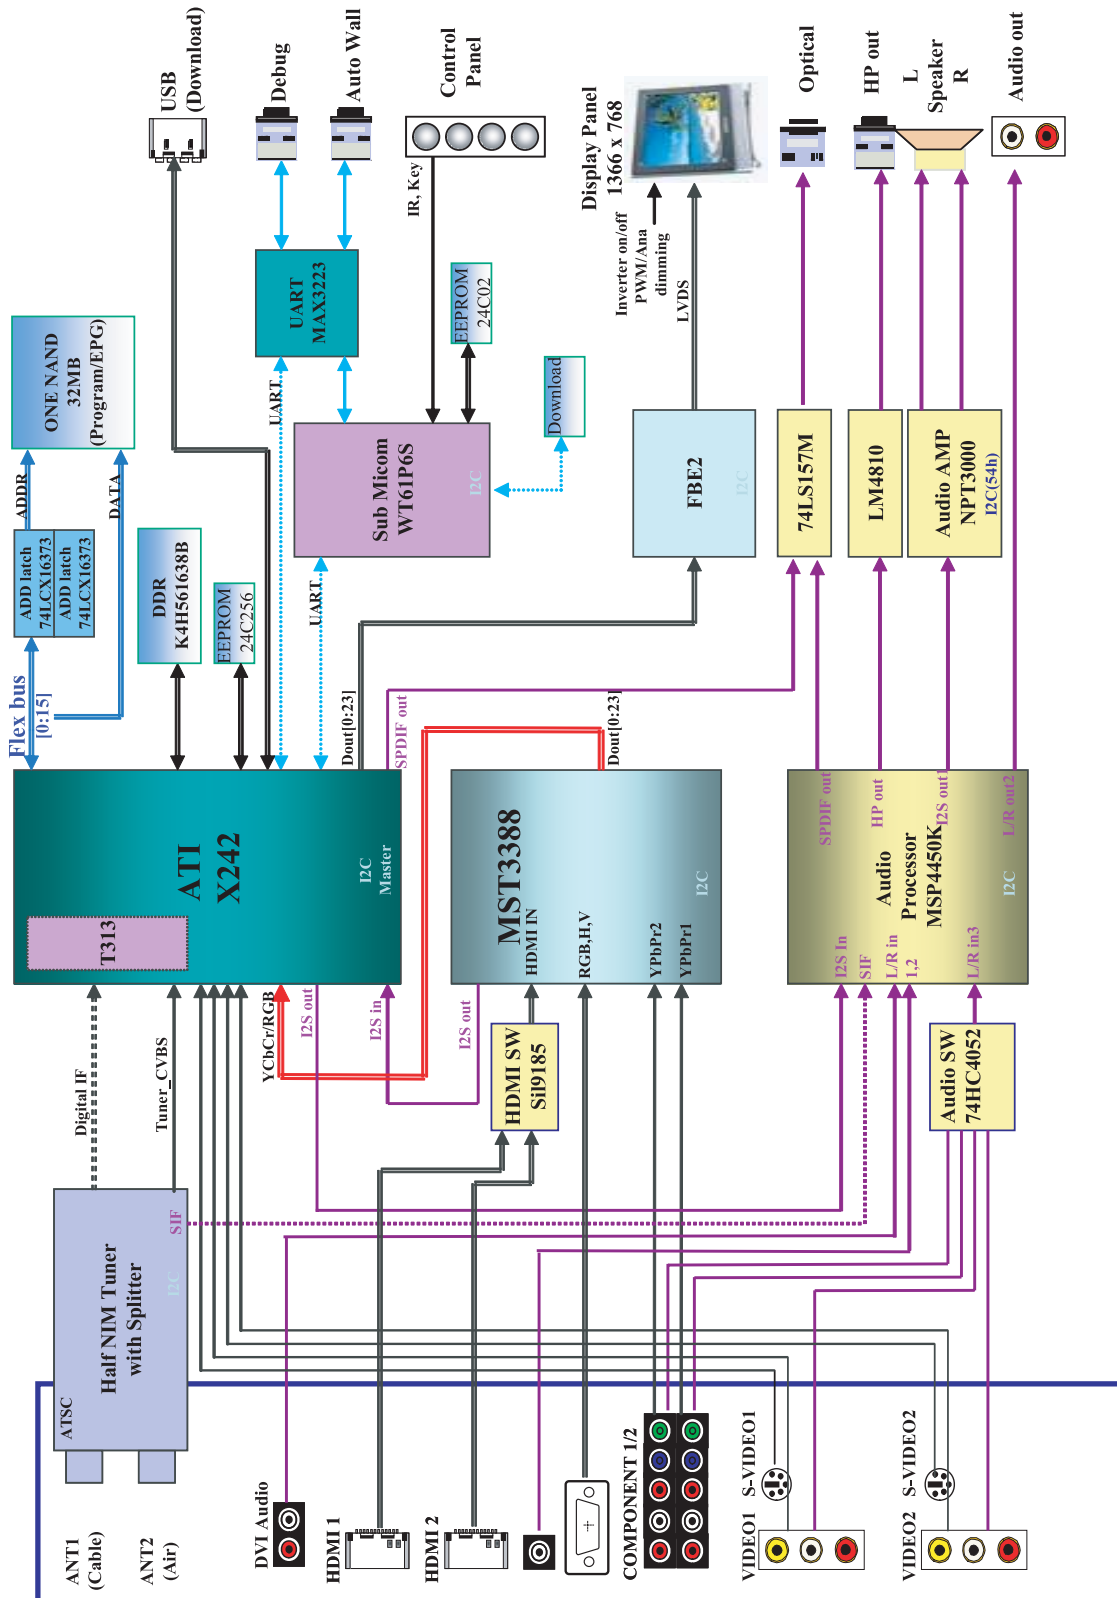 ANT1
(Cable)
ANT2
(Air)
ATSC
Half NIM Tuner
with Splitter
I2C
SIF
Digital IF
Tuner_CVBS
T313
ATI
X242
I2C
Master
Flex bus
[0:15]
ADD latch
74LCX16373
ADD latch
74LCX16373
ADDR
DATA
ONE NAND
32MB
(Program/EPG)
DDR
K4H561638B
EEPROM
24C256
USB
(Download)
UART
UART
UART
MAX3223
Debug
Auto Wall
Sub Micom
WT61P6S
I2C
IR, Key
Control
Panel
EEPROM
24C02
Download
YCbCr/RGB
I2S out
I2S in
Dout[0:23]
SPDIF out
DVI Audio
HDMI 1
HDMI 2
I2S out
HDMI SW
Sil9185
MST3388
HDMI IN
RGB,H,V
YPbPr2
YPbPr1
I2C
Dout[0:23]
FBE2
I2C
Inverter on/off
PWM/Ana
dimming
LVDS
Display Panel
1366 x 768
COMPONENT 1/2
VIDEO1
S-VIDEO1
VIDEO2
S-VIDEO2
Audio SW
74HC4052
I2S In
SIF
L/R in
1,2
L/R in3
Audio
Processor
MSP4450K
I2C
SPDIF out
HP out
I2S out1
L/R out2
74LS157M
LM4810
Audio AMP
NPT3000
I2C(54h)
Optical
HP out
L
Speaker
R
Audio out